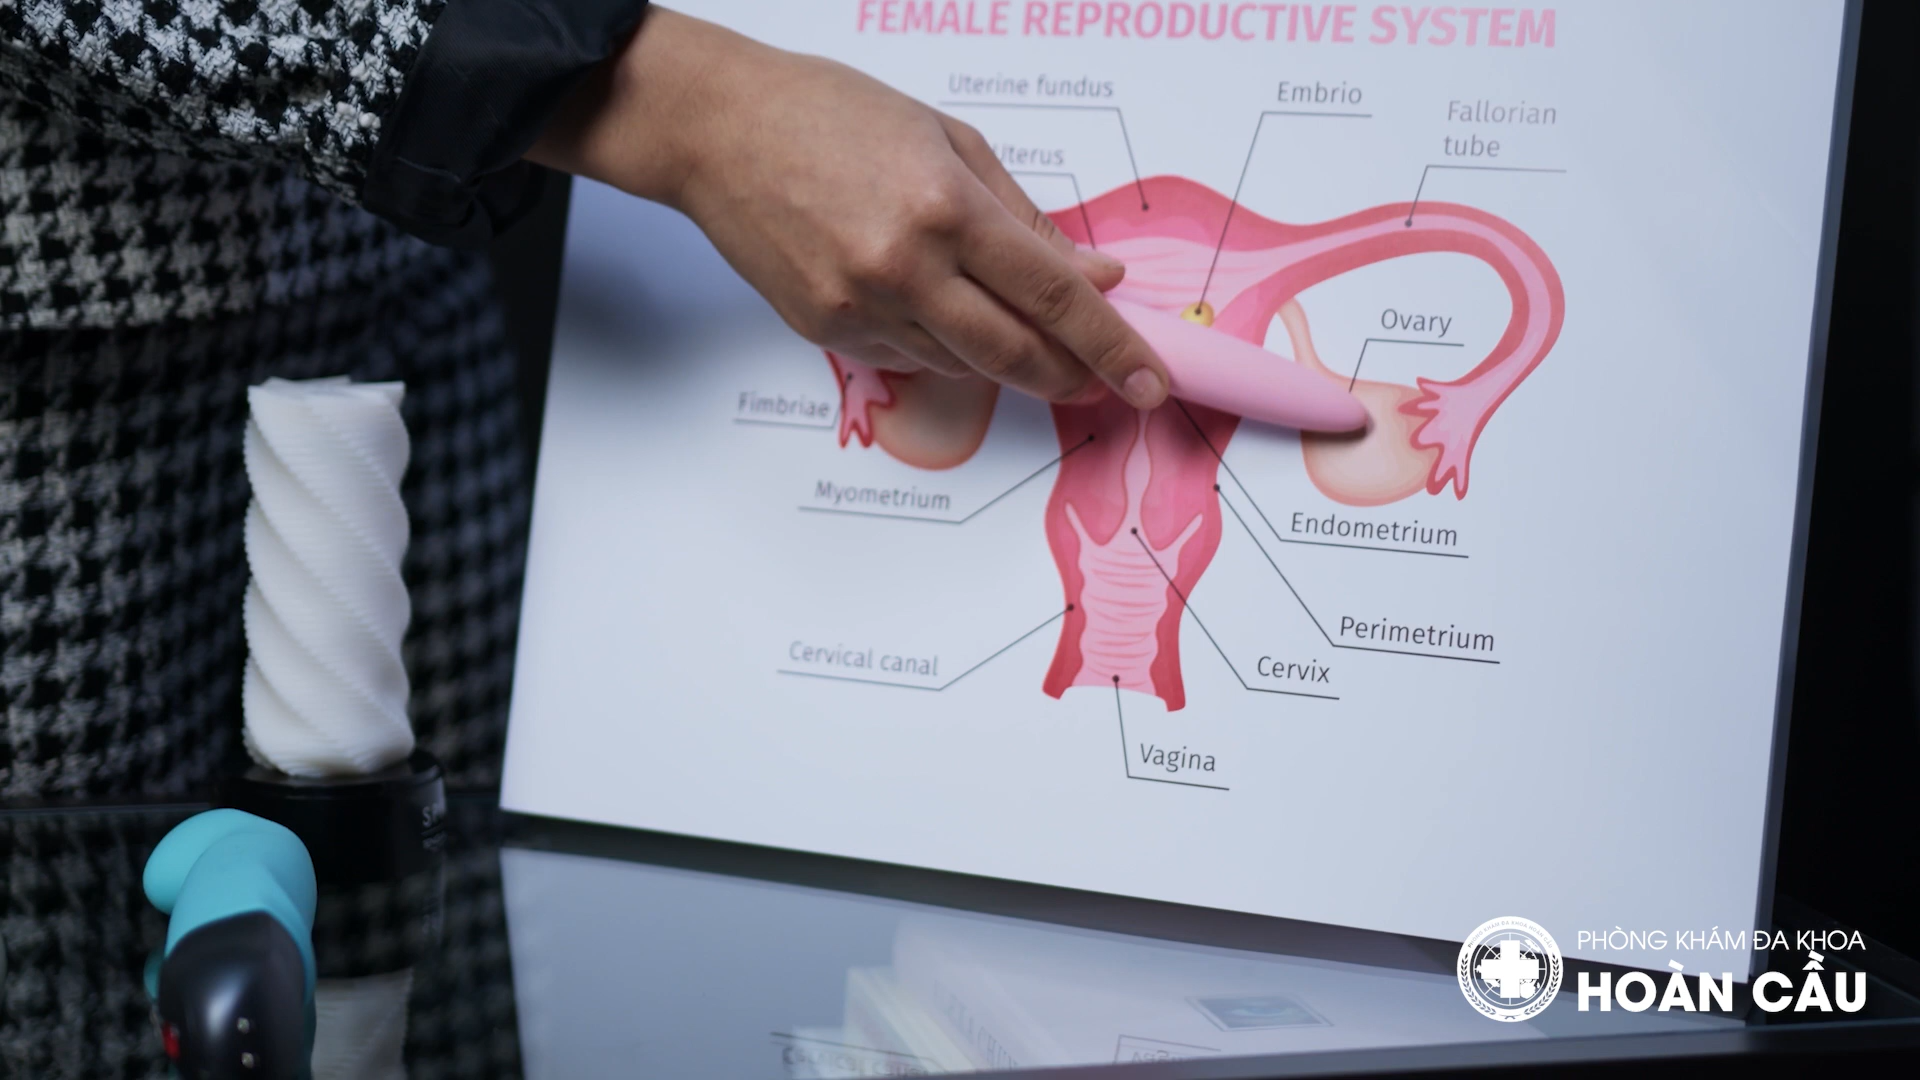 FEMALE REPRODUCTIVE SYSTEM
Uterine fundus
Embrio
Fallorian
tube
Uterus
Ovary
Fimbriae
Myometrium
Endometrium
Perimetrium
Cervical canal
Cervix
Vagina
PHÒNG KHÁM ĐA KHOA
HOÀN CẦU